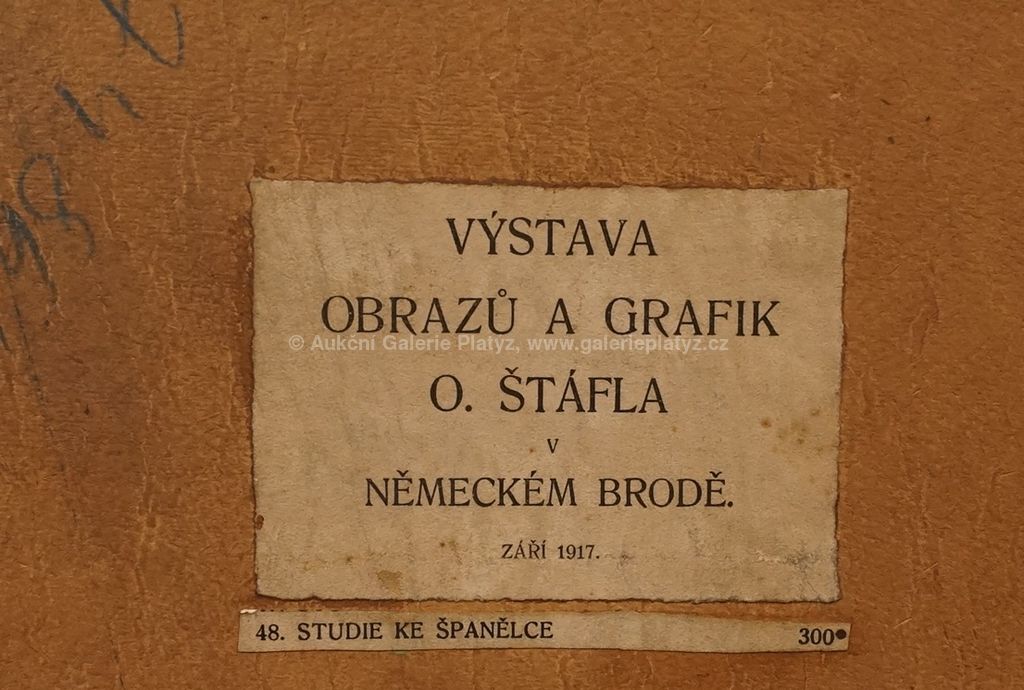 VÝSTAVA
OBRAZŮ A GRAFIK
© Aukční Galerie Platyz, www.galerieplatyz.cz
O. ŠTÁFLA
V
NĚMECKÉM BRODĚ.
ZÁŘÍ 1917.
48. STUDIE KE ŠPANĚLCE 300